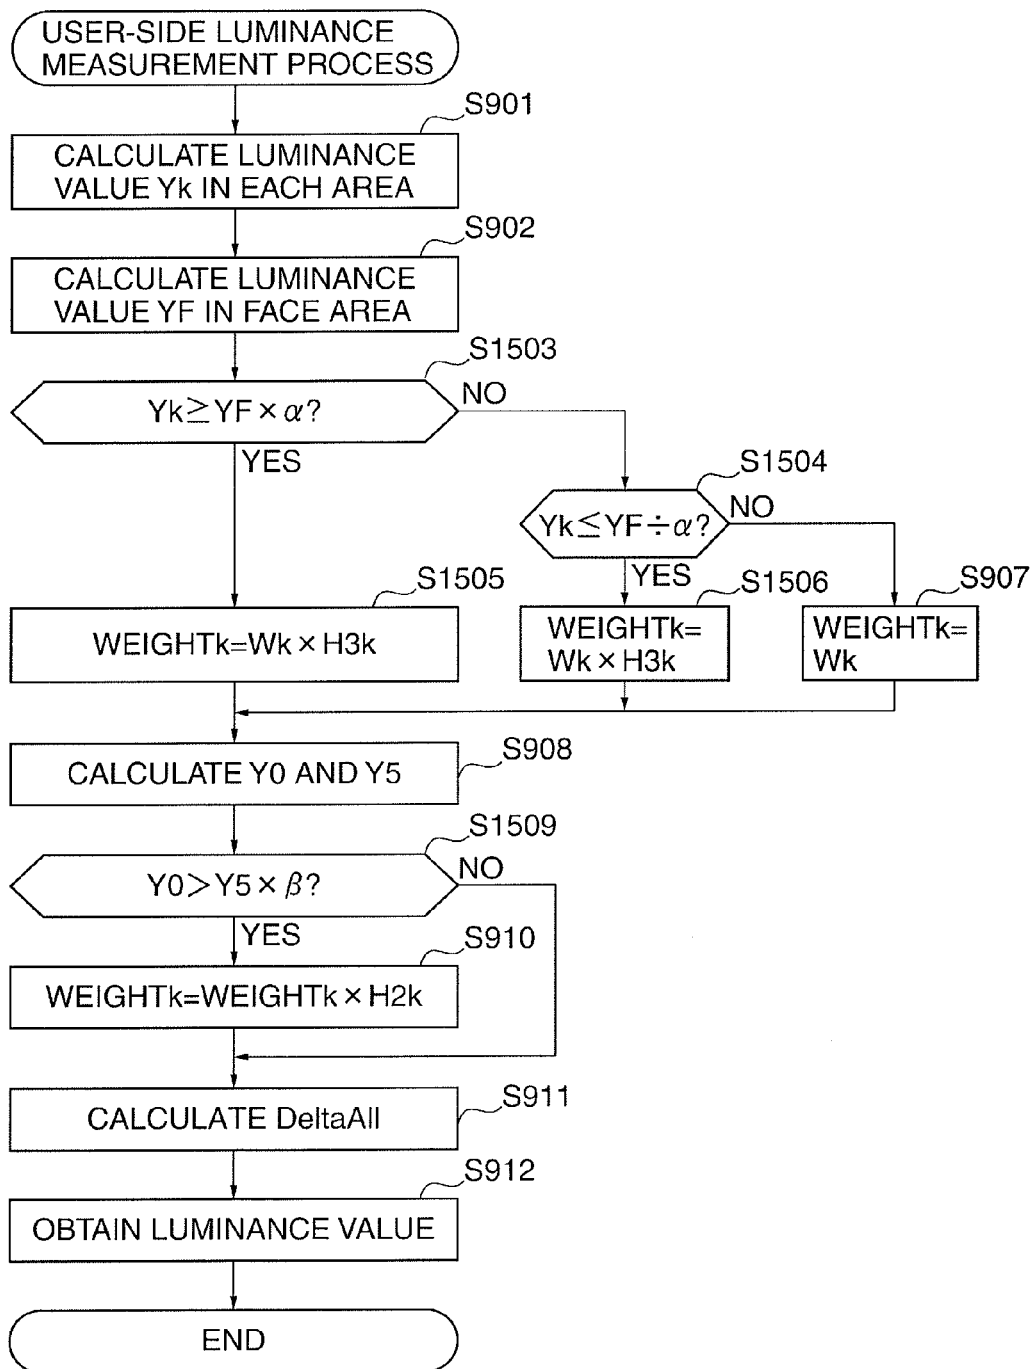 USER-SIDE LUMINANCE
MEASUREMENT PROCESS
S901
CALCULATE LUMINANCE
VALUE Yk IN EACH AREA
S902
CALCULATE LUMINANCE
VALUE YF IN FACE AREA
S1503
Yk≧YF×α?
NO
YES
S1504
Yk≦YF÷α?
NO
YES
S1505
WEIGHTk=Wk×H3k
S1506
WEIGHTk=
Wk×H3k
S907
WEIGHTk=
Wk
S908
CALCULATE Y0 AND Y5
S1509
Y0>Y5×β?
NO
YES
S910
WEIGHTk=WEIGHTk×H2k
S911
CALCULATE DeltaAll
S912
OBTAIN LUMINANCE VALUE
END